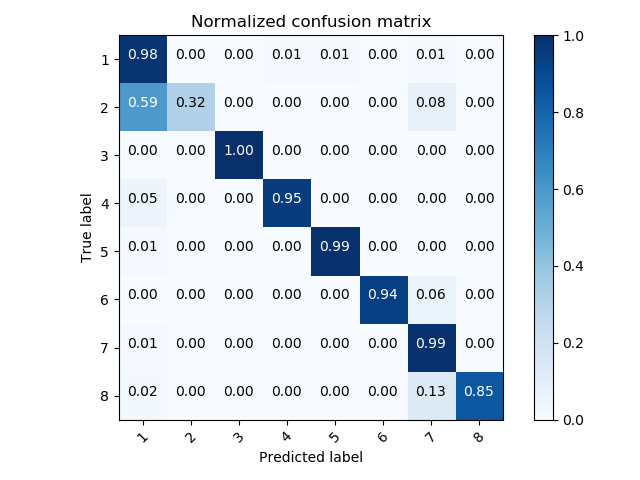 Normalized confusion matrix
True label
1 0.98 0.00 0.00 0.01 0.01 0.00 0.01 0.00
2 0.59 0.32 0.00 0.00 0.00 0.00 0.08 0.00
3 0.00 0.00 1.00 0.00 0.00 0.00 0.00 0.00
4 0.05 0.00 0.00 0.95 0.00 0.00 0.00 0.00
5 0.01 0.00 0.00 0.00 0.99 0.00 0.00 0.00
6 0.00 0.00 0.00 0.00 0.00 0.94 0.06 0.00
7 0.01 0.00 0.00 0.00 0.00 0.00 0.99 0.00
8 0.02 0.00 0.00 0.00 0.00 0.00 0.13 0.85
1 2 3 4 5 6 7 8
Predicted label
1.0
0.8
0.6
0.4
0.2
0.0